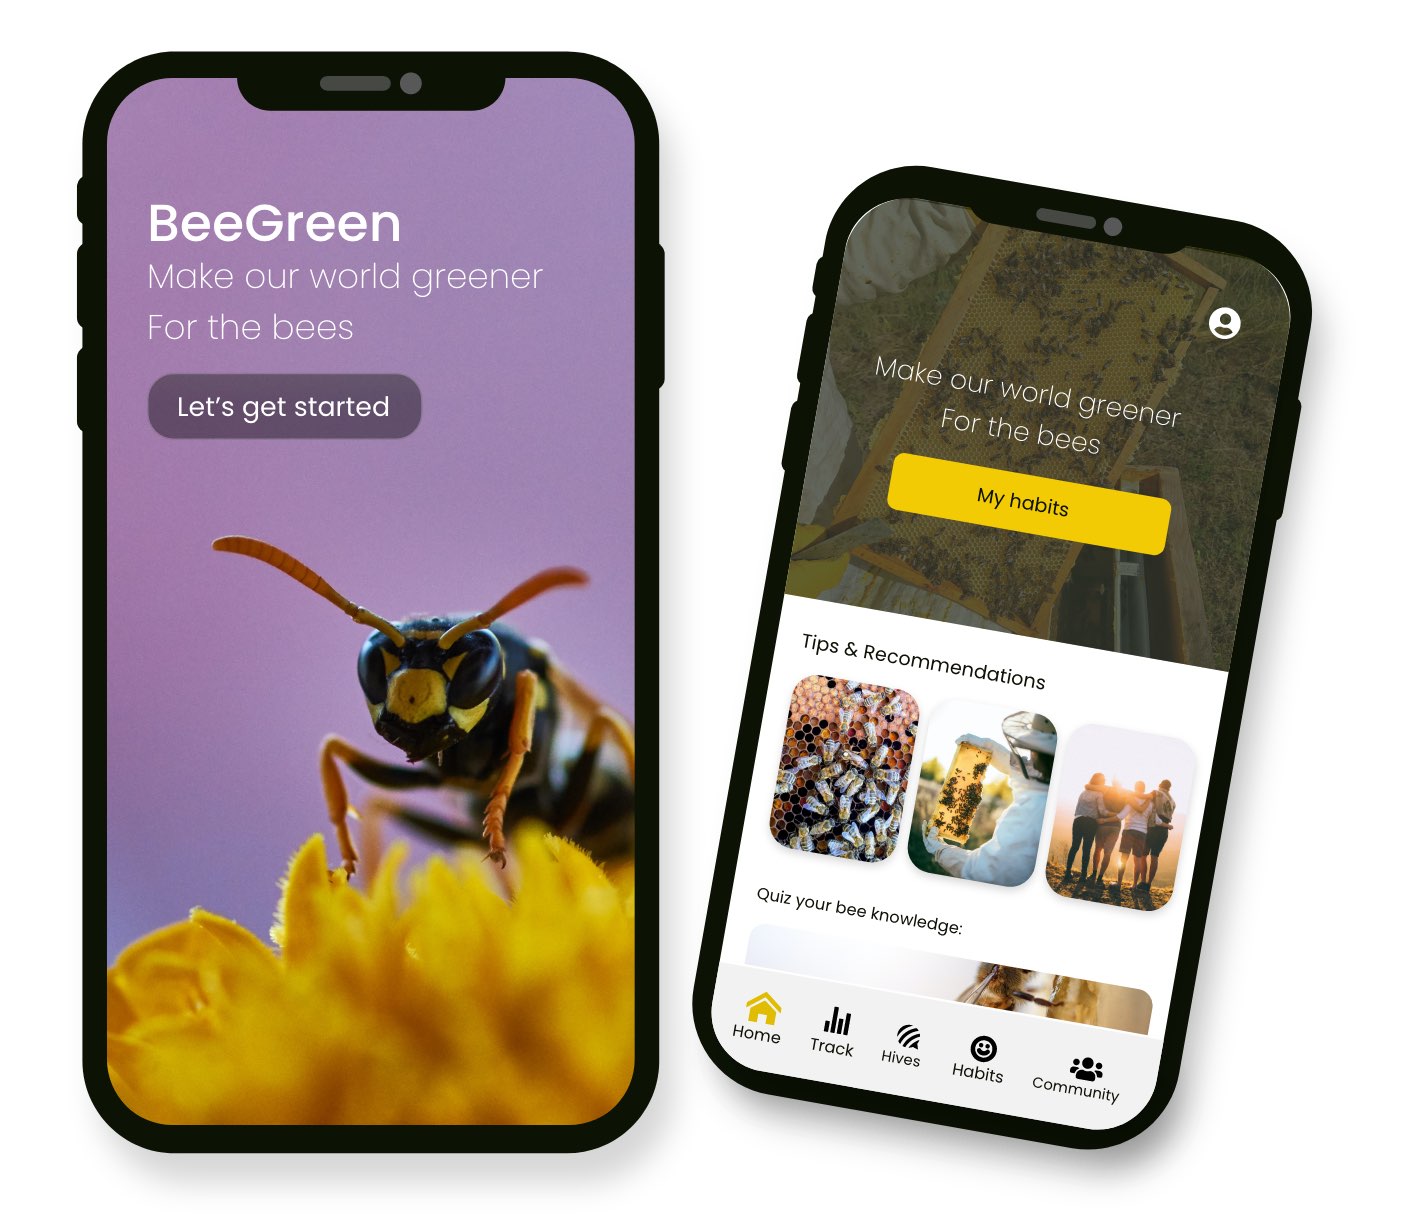 BeeGreen
Make our world greener
For the bees
Let’s get started
Make our world greener
For the bees
My habits
Tips & Recommendations
Quiz your bee knowledge:
Home
Track
Hives
Habits
Community